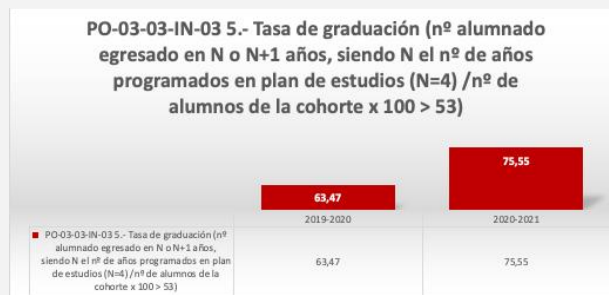 PO-03-03-IN-03 5.- Tasa de graduación (nº alumnado
egresado en N o N+1 años, siendo N el nº de años
programados en plan de estudios (N=4) /nº de
alumnos de la cohorte x 100 > 53)
75,55
63,47
2019-2020 2020-2021
PO-03-03-IN-03 5.- Tasa de graduación (nº
alumnado egresado en N o N+1 años,
siendo N el nº de años programados en plan
de estudios (N=4) /nº de alumnos de la
cohorte x 100 > 53)
63,47 75,55